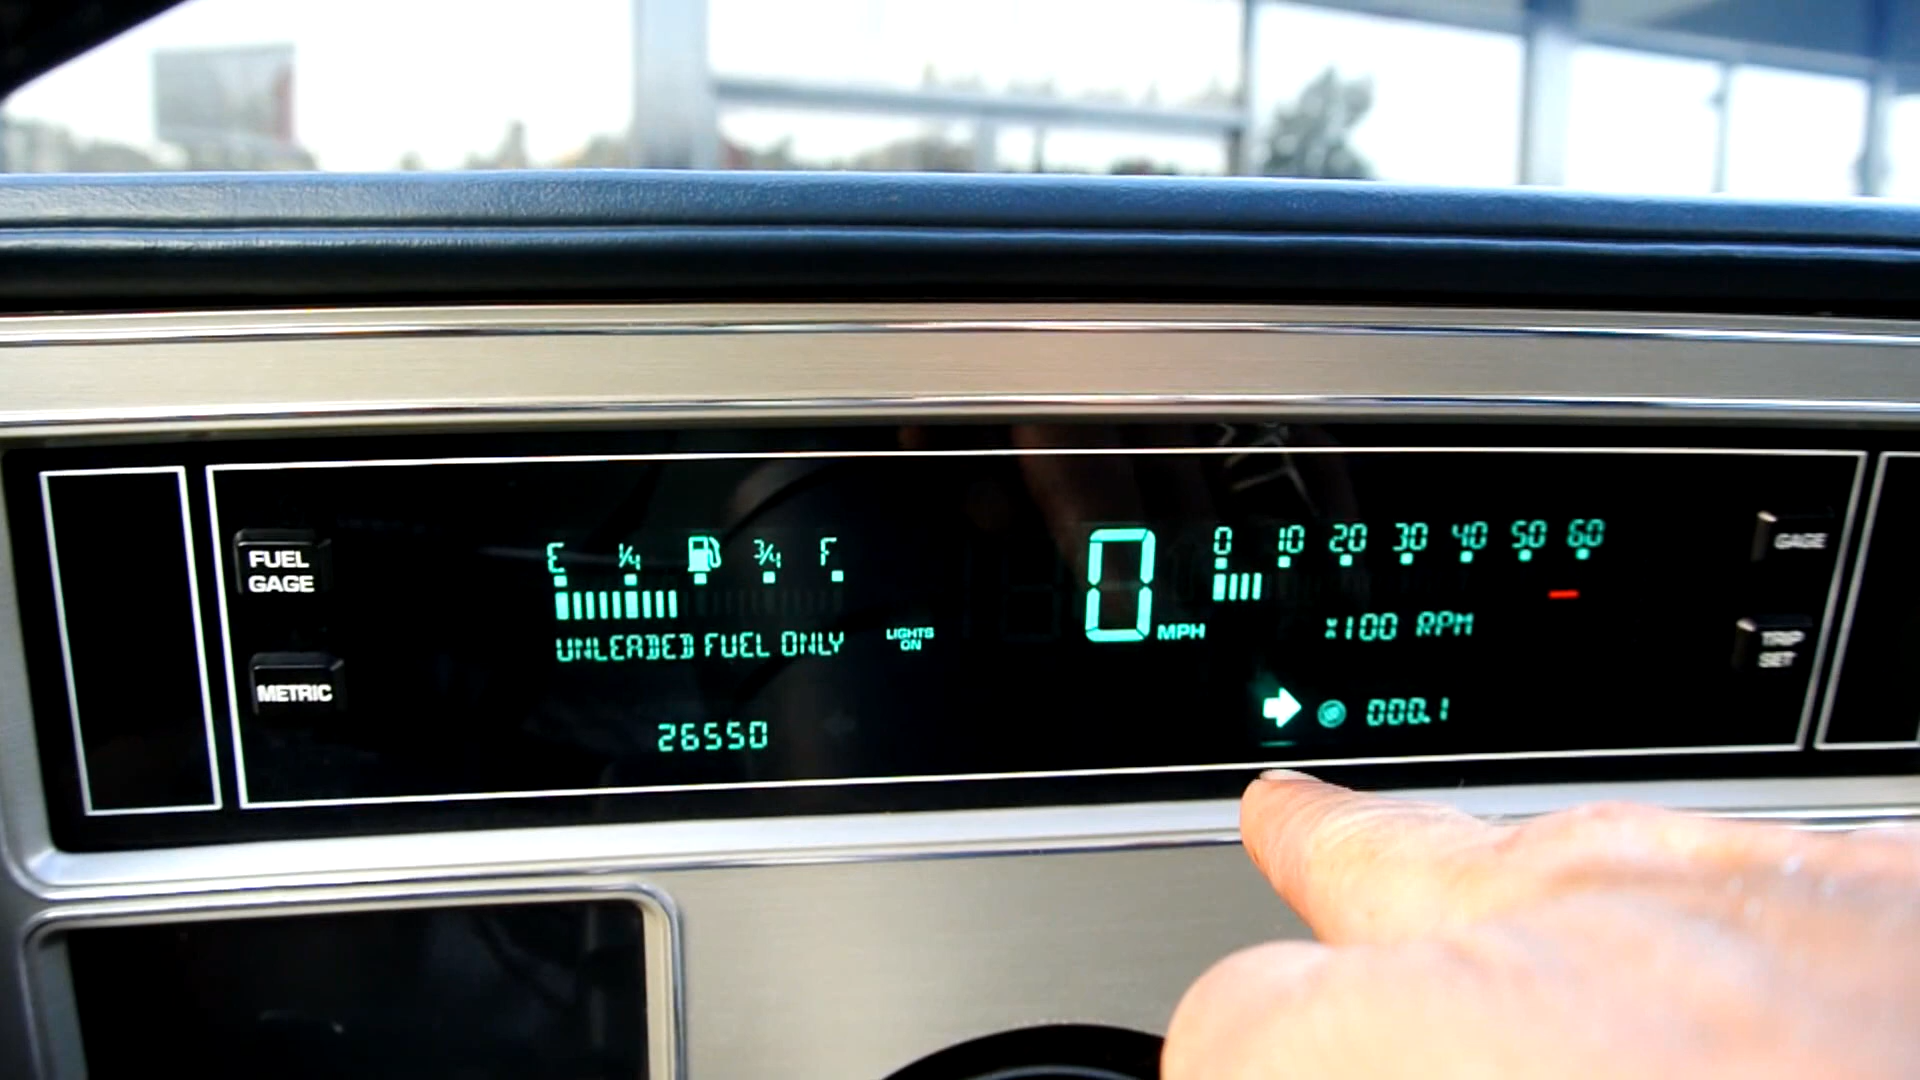 FUEL
GAGE
METRIC
E ¼ ¾ F
UNLEADED FUEL ONLY
LIGHTS
ON
26550
0 MPH
0 10 20 30 40 50 60
x100 RPM
000.1
GAGE
TRIP
SET